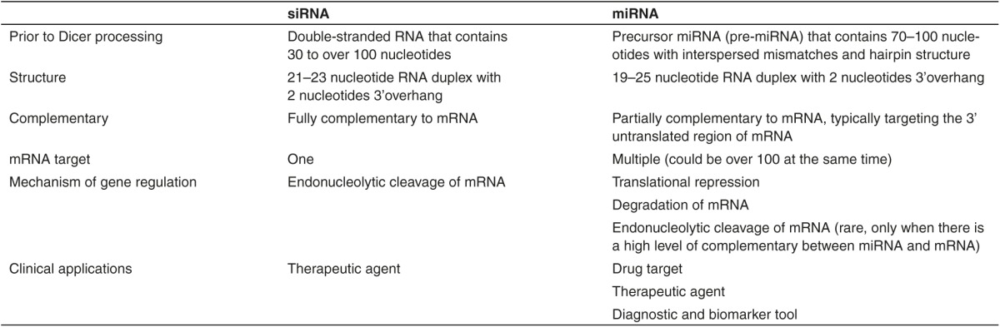 siRNA miRNA
Prior to Dicer processing Double-stranded RNA that contains Precursor miRNA (pre-miRNA) that contains 70–100 nucle-
30 to over 100 nucleotides otides with interspersed mismatches and hairpin structure
Structure 21–23 nucleotide RNA duplex with 19–25 nucleotide RNA duplex with 2 nucleotides 3’overhang
2 nucleotides 3’overhang
Complementary Fully complementary to mRNA Partially complementary to mRNA, typically targeting the 3’
untranslated region of mRNA
mRNA target One Multiple (could be over 100 at the same time)
Mechanism of gene regulation Endonucleolytic cleavage of mRNA Translational repression
Degradation of mRNA
Endonucleolytic cleavage of mRNA (rare, only when there is
a high level of complementary between miRNA and mRNA)
Clinical applications Therapeutic agent Drug target
Therapeutic agent
Diagnostic and biomarker tool